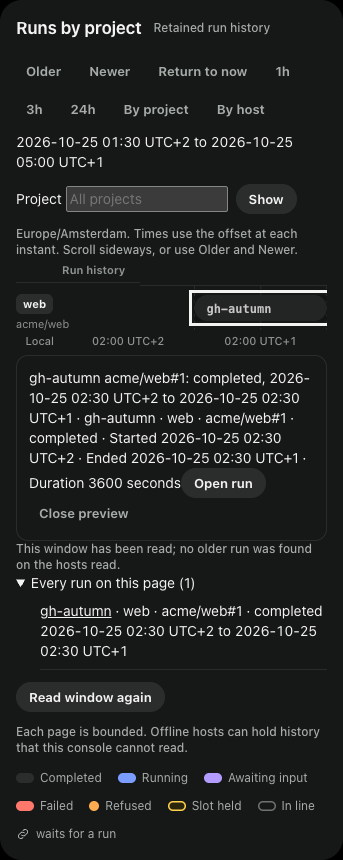 Runs by project Retained run history
Older Newer Return to now 1h
3h 24h By project By host
2026-10-25 01:30 UTC+2 to 2026-10-25
05:00 UTC+1
Project All projects Show
Europe/Amsterdam. Times use the offset at each
instant. Scroll sideways, or use Older and Newer.
Run history
web gh-autumn
acme/web
Local 02:00 UTC+2 02:00 UTC+1
gh-autumn acme/web#1: completed, 2026-
10-25 02:30 UTC+2 to 2026-10-25 02:30
UTC+1 · gh-autumn · web · acme/web#1 ·
completed · Started 2026-10-25 02:30
UTC+2 · Ended 2026-10-25 02:30 UTC+1 ·
Duration 3600 seconds Open run
Close preview
This window has been read; no older run was found
on the hosts read.
▼ Every run on this page (1)
gh-autumn · web · acme/web#1 · completed
2026-10-25 02:30 UTC+2 to 2026-10-25
02:30 UTC+1
Read window again
Each page is bounded. Offline hosts can hold history
that this console cannot read.
Completed Running Awaiting input
Failed Refused Slot held In line
waits for a run